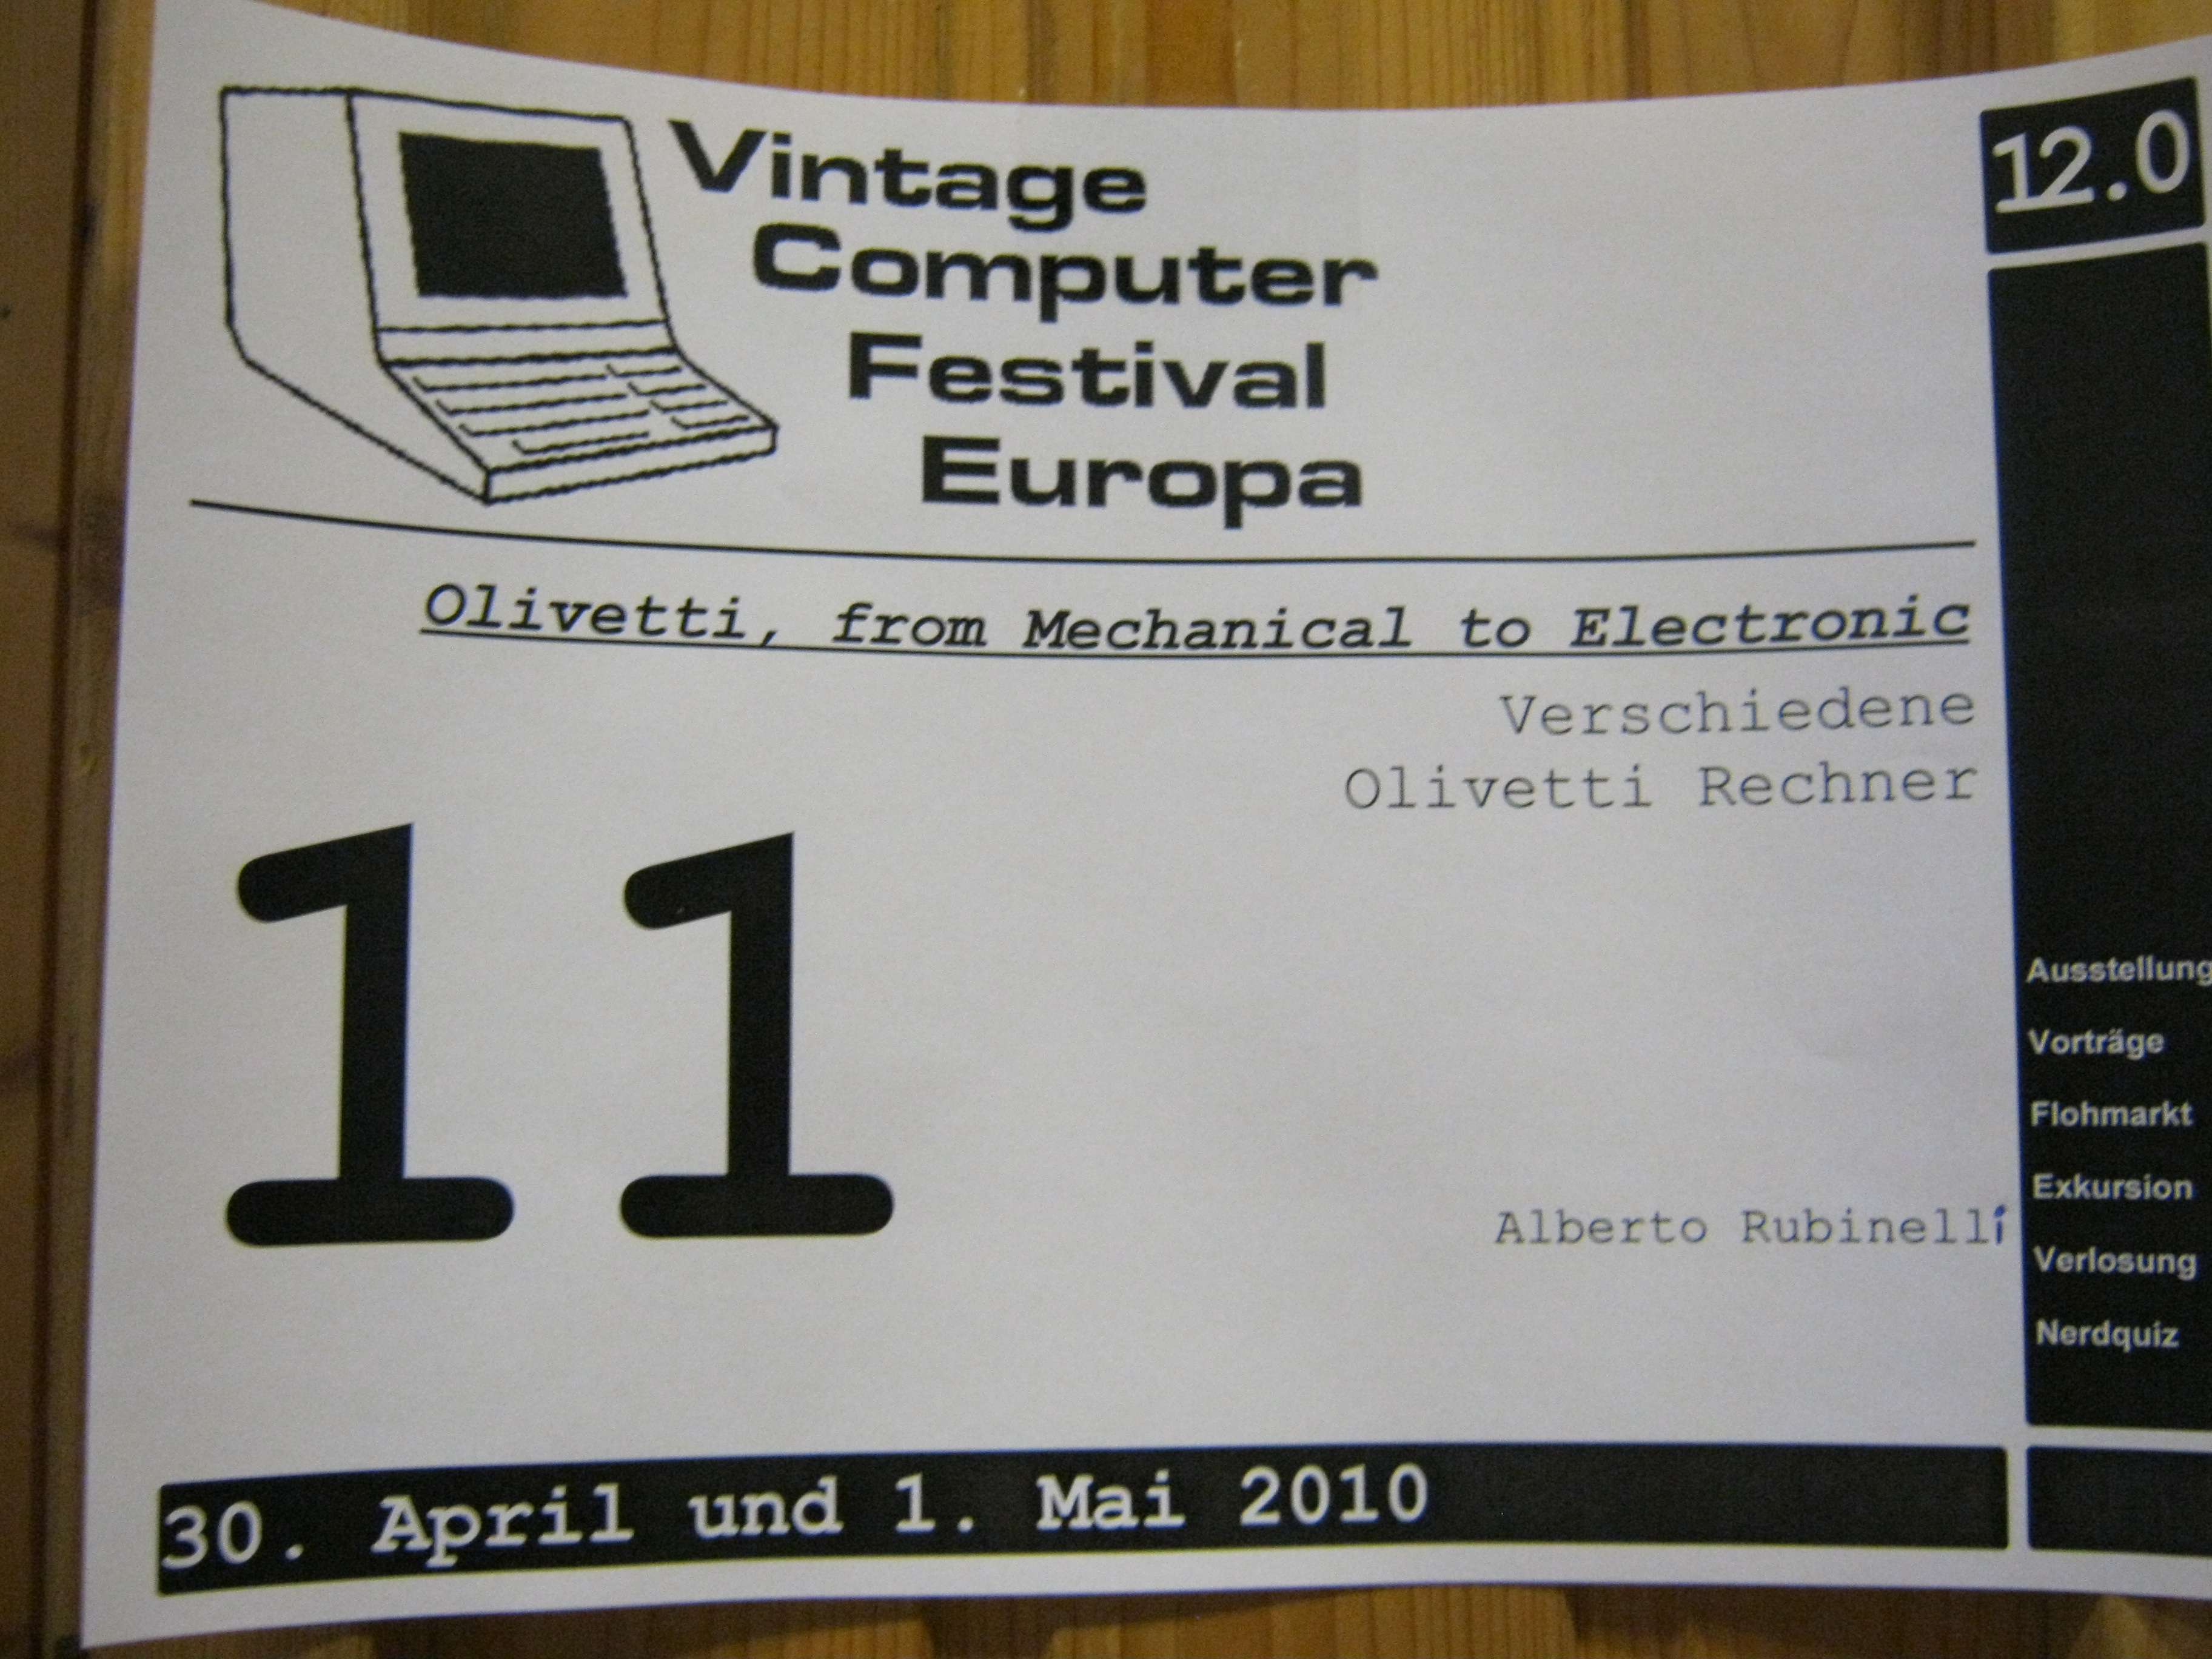 Vintage
Computer
Festival
Europa
12.0
Olivetti, from Mechanical to Electronic
Verschiedene
Olivetti Rechner
11
Alberto Rubinelli
Ausstellung
Vorträge
Flohmarkt
Exkursion
Verlosung
Nerdquiz
30. April und 1. Mai 2010